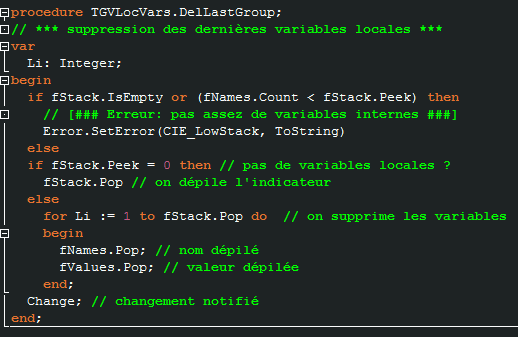 procedure TGVLocVars.DelLastGroup;
// *** suppression des dernières variables locales ***
var
  Li: Integer;
begin
  if fStack.IsEmpty or (fNames.Count < fStack.Peek) then
    // [### Erreur: pas assez de variables internes ###]
    Error.SetError(CIE_LowStack, ToString)
  else
  if fStack.Peek = 0 then // pas de variables locales ?
    fStack.Pop // on dépile l'indicateur
  else
    for Li := 1 to fStack.Pop do  // on supprime les variables
    begin
      fNames.Pop; // nom dépilé
      fValues.Pop; // valeur dépilée
    end;
  Change; // changement notifié
end;